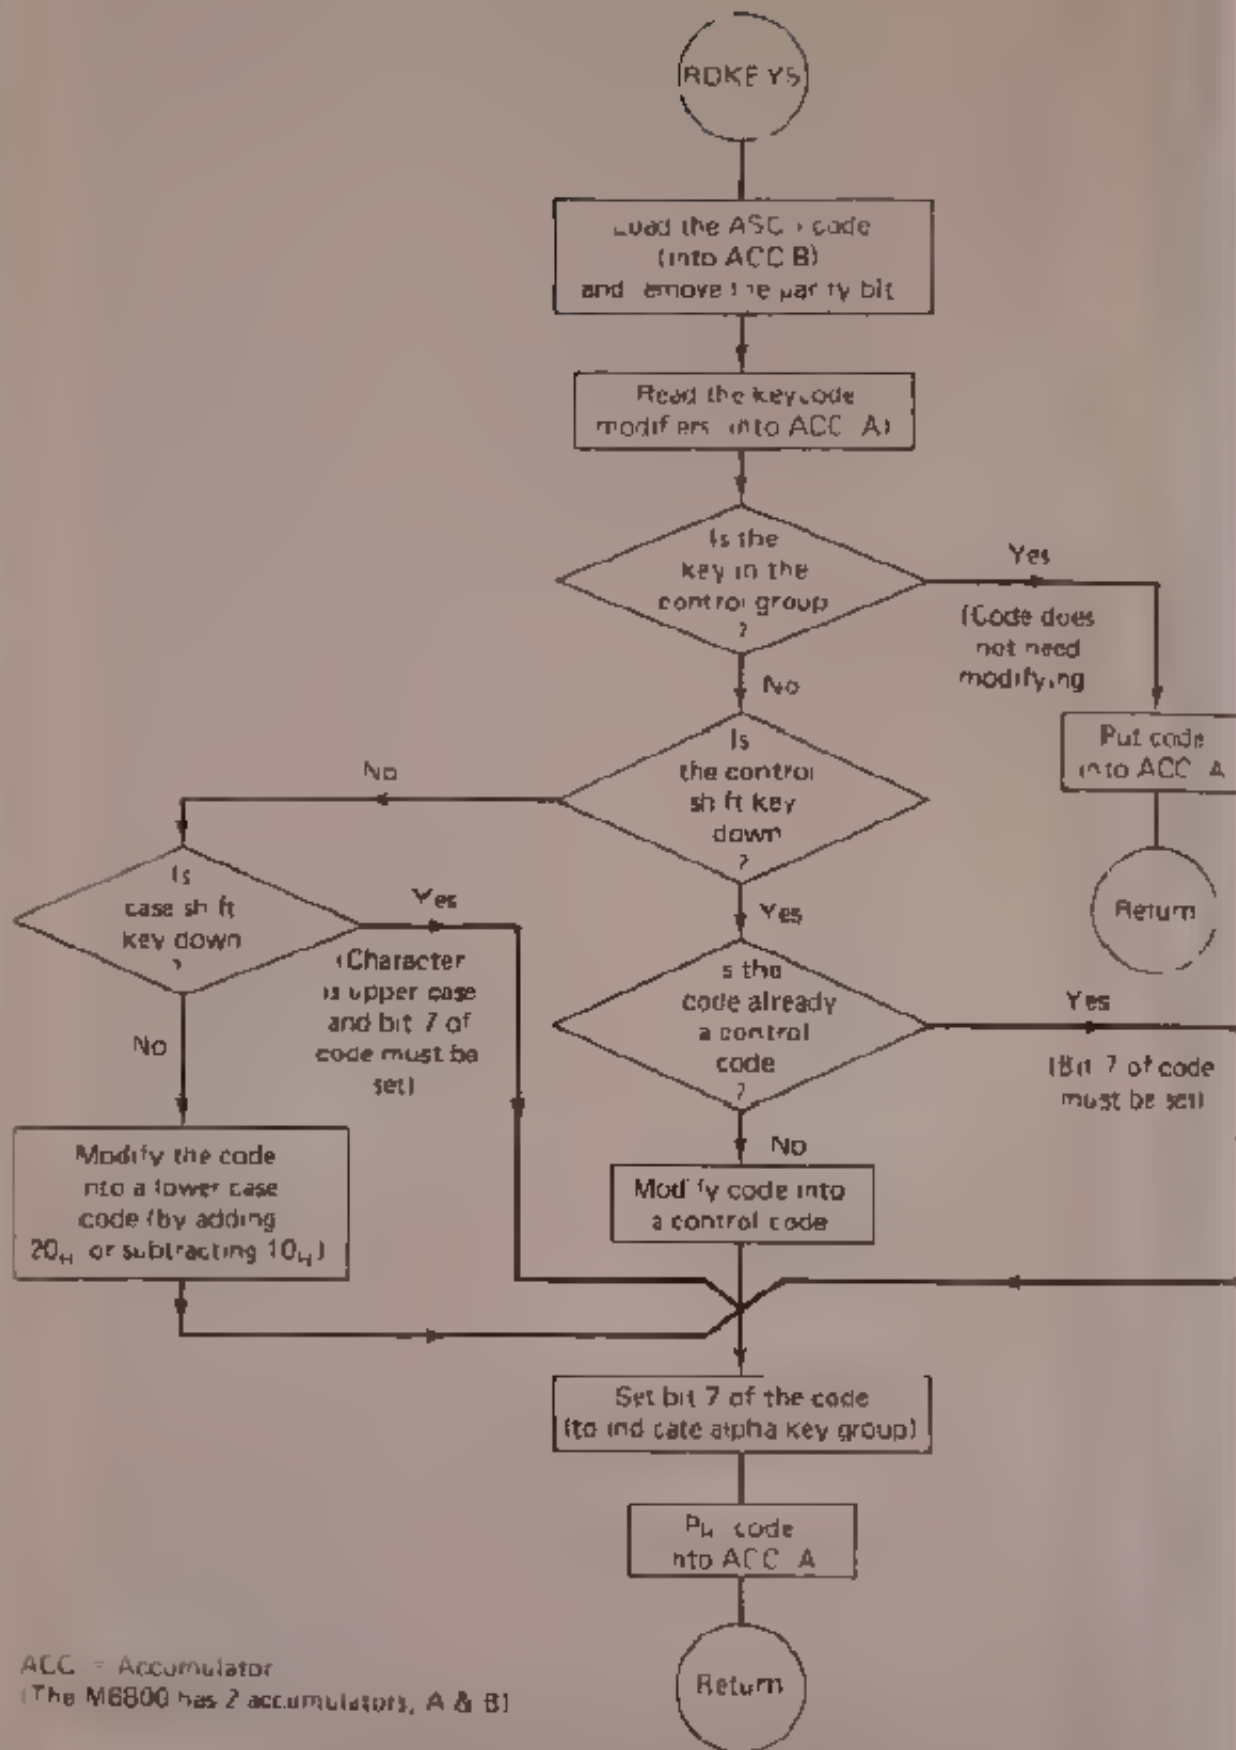 RDKEYS
Load the ASCII code
(into ACC B)
and remove the parity bit
Read the keycode
modifiers (into ACC A)
Is the
key in the
control group
?
Yes
(Code does
not need
modifying
No
Put code
into ACC A
Return
Is
the control
shift key
down
?
No
Yes
Is
case shift
key down
?
Yes
(Character
is upper case
and bit 7 of
code must be
set)
No
Is the
code already
a control
code
?
Yes
(Bit 7 of code
must be set)
No
Modify the code
into a lower case
code (by adding
20H or subtracting 10H)
Modify code into
a control code
Set bit 7 of the code
(to indicate alpha key group)
Put code
into ACC A
Return
ACC = Accumulator
(The M6800 has 2 accumulators, A & B)